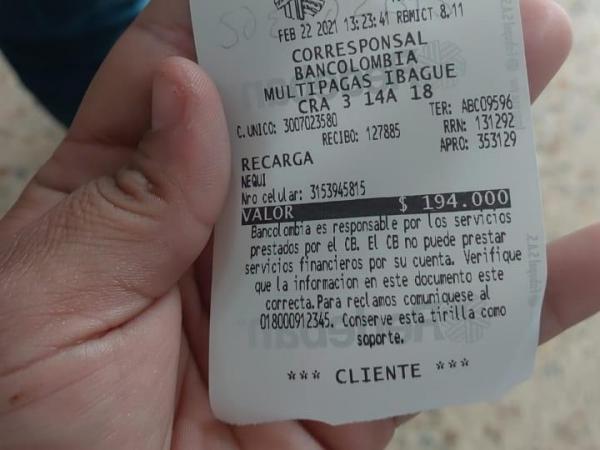 FEB 22 2021 13:23:41 RBMICT 8.11
CORRESPONSAL
BANCOLOMBIA
MULTIPAGAS IBAGUE
CRA 3 14A 18
C.UNICO: 3007023580 TER: ABC09596
RECIBO: 127885 RRN: 131292
APRO: 353129
RECARGA
NEQUI
Nro celular: 3153945815
VALOR $ 194.000
Bancolombia es responsable por los servicios
prestados por el CB. El CB no puede prestar
servicios financieros por su cuenta. Verifique
que la informacion en este documento este
correcta.Para reclamos comuniquese al
018000912345. Conserve esta tirilla como
soporte.
*** CLIENTE ***